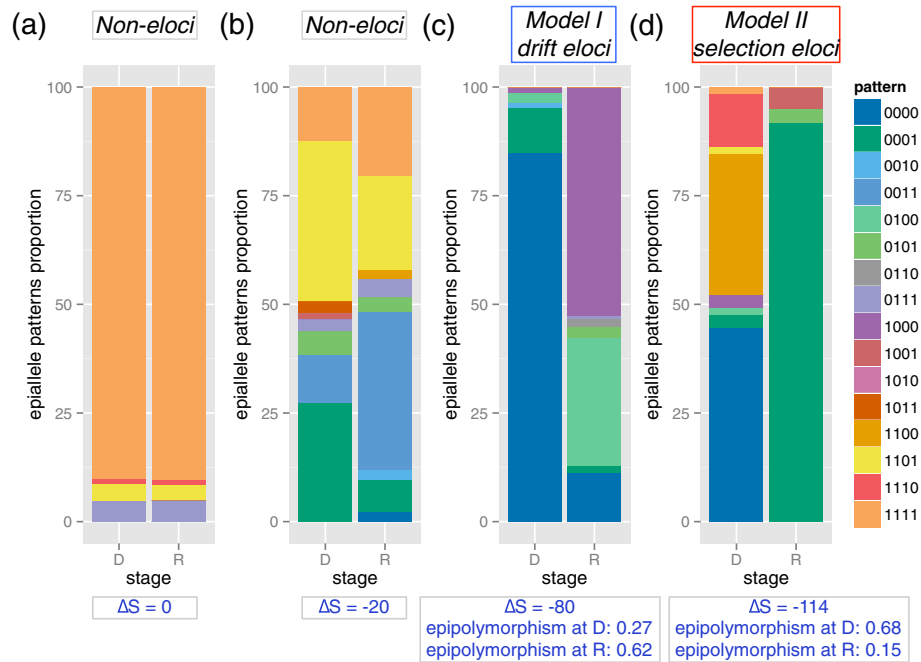 (a)
Non-eloci
(b)
Non-eloci
(c)
Model I
drift eloci
(d)
Model II
selection eloci
epiallele patterns proportion
100
75
50
25
0
D
R
stage
ΔS = 0
epiallele patterns proportion
100
75
50
25
0
D
R
stage
ΔS = -20
epiallele patterns proportion
100
75
50
25
0
D
R
stage
ΔS = -80
epipolymorphism at D: 0.27
epipolymorphism at R: 0.62
epiallele patterns proportion
100
75
50
25
0
D
R
stage
ΔS = -114
epipolymorphism at D: 0.68
epipolymorphism at R: 0.15
pattern
0000
0001
0010
0011
0100
0101
0110
0111
1000
1001
1010
1011
1100
1101
1110
1111